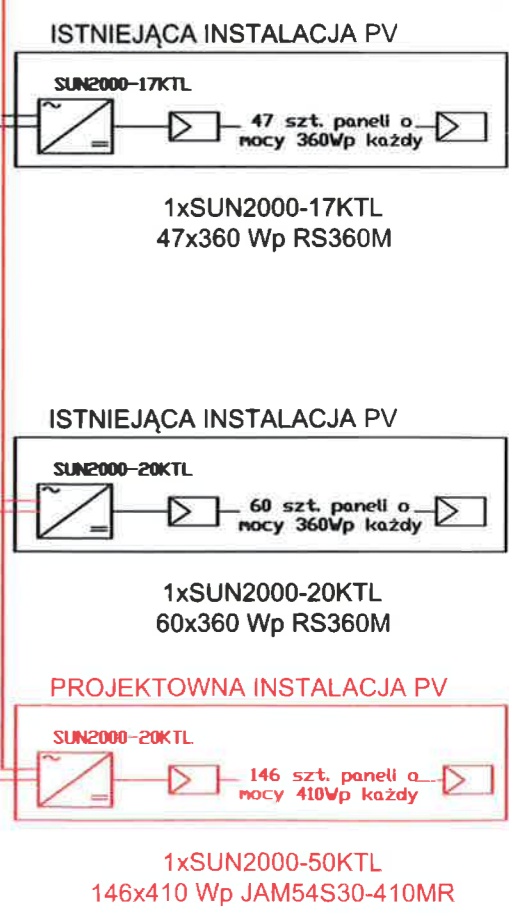 ISTNIEJĄCA INSTALACJA PV
SUN2000-17KTL
47 szt. paneli o
mocy 360Wp każdy
1xSUN2000-17KTL
47x360 Wp RS360M
ISTNIEJĄCA INSTALACJA PV
SUN2000-20KTL
60 szt. paneli o
mocy 360Wp każdy
1xSUN2000-20KTL
60x360 Wp RS360M
PROJEKTOWNA INSTALACJA PV
SUN2000-20KTL
146 szt. paneli o
mocy 410Wp każdy
1xSUN2000-50KTL
146x410 Wp JAM54S30-410MR